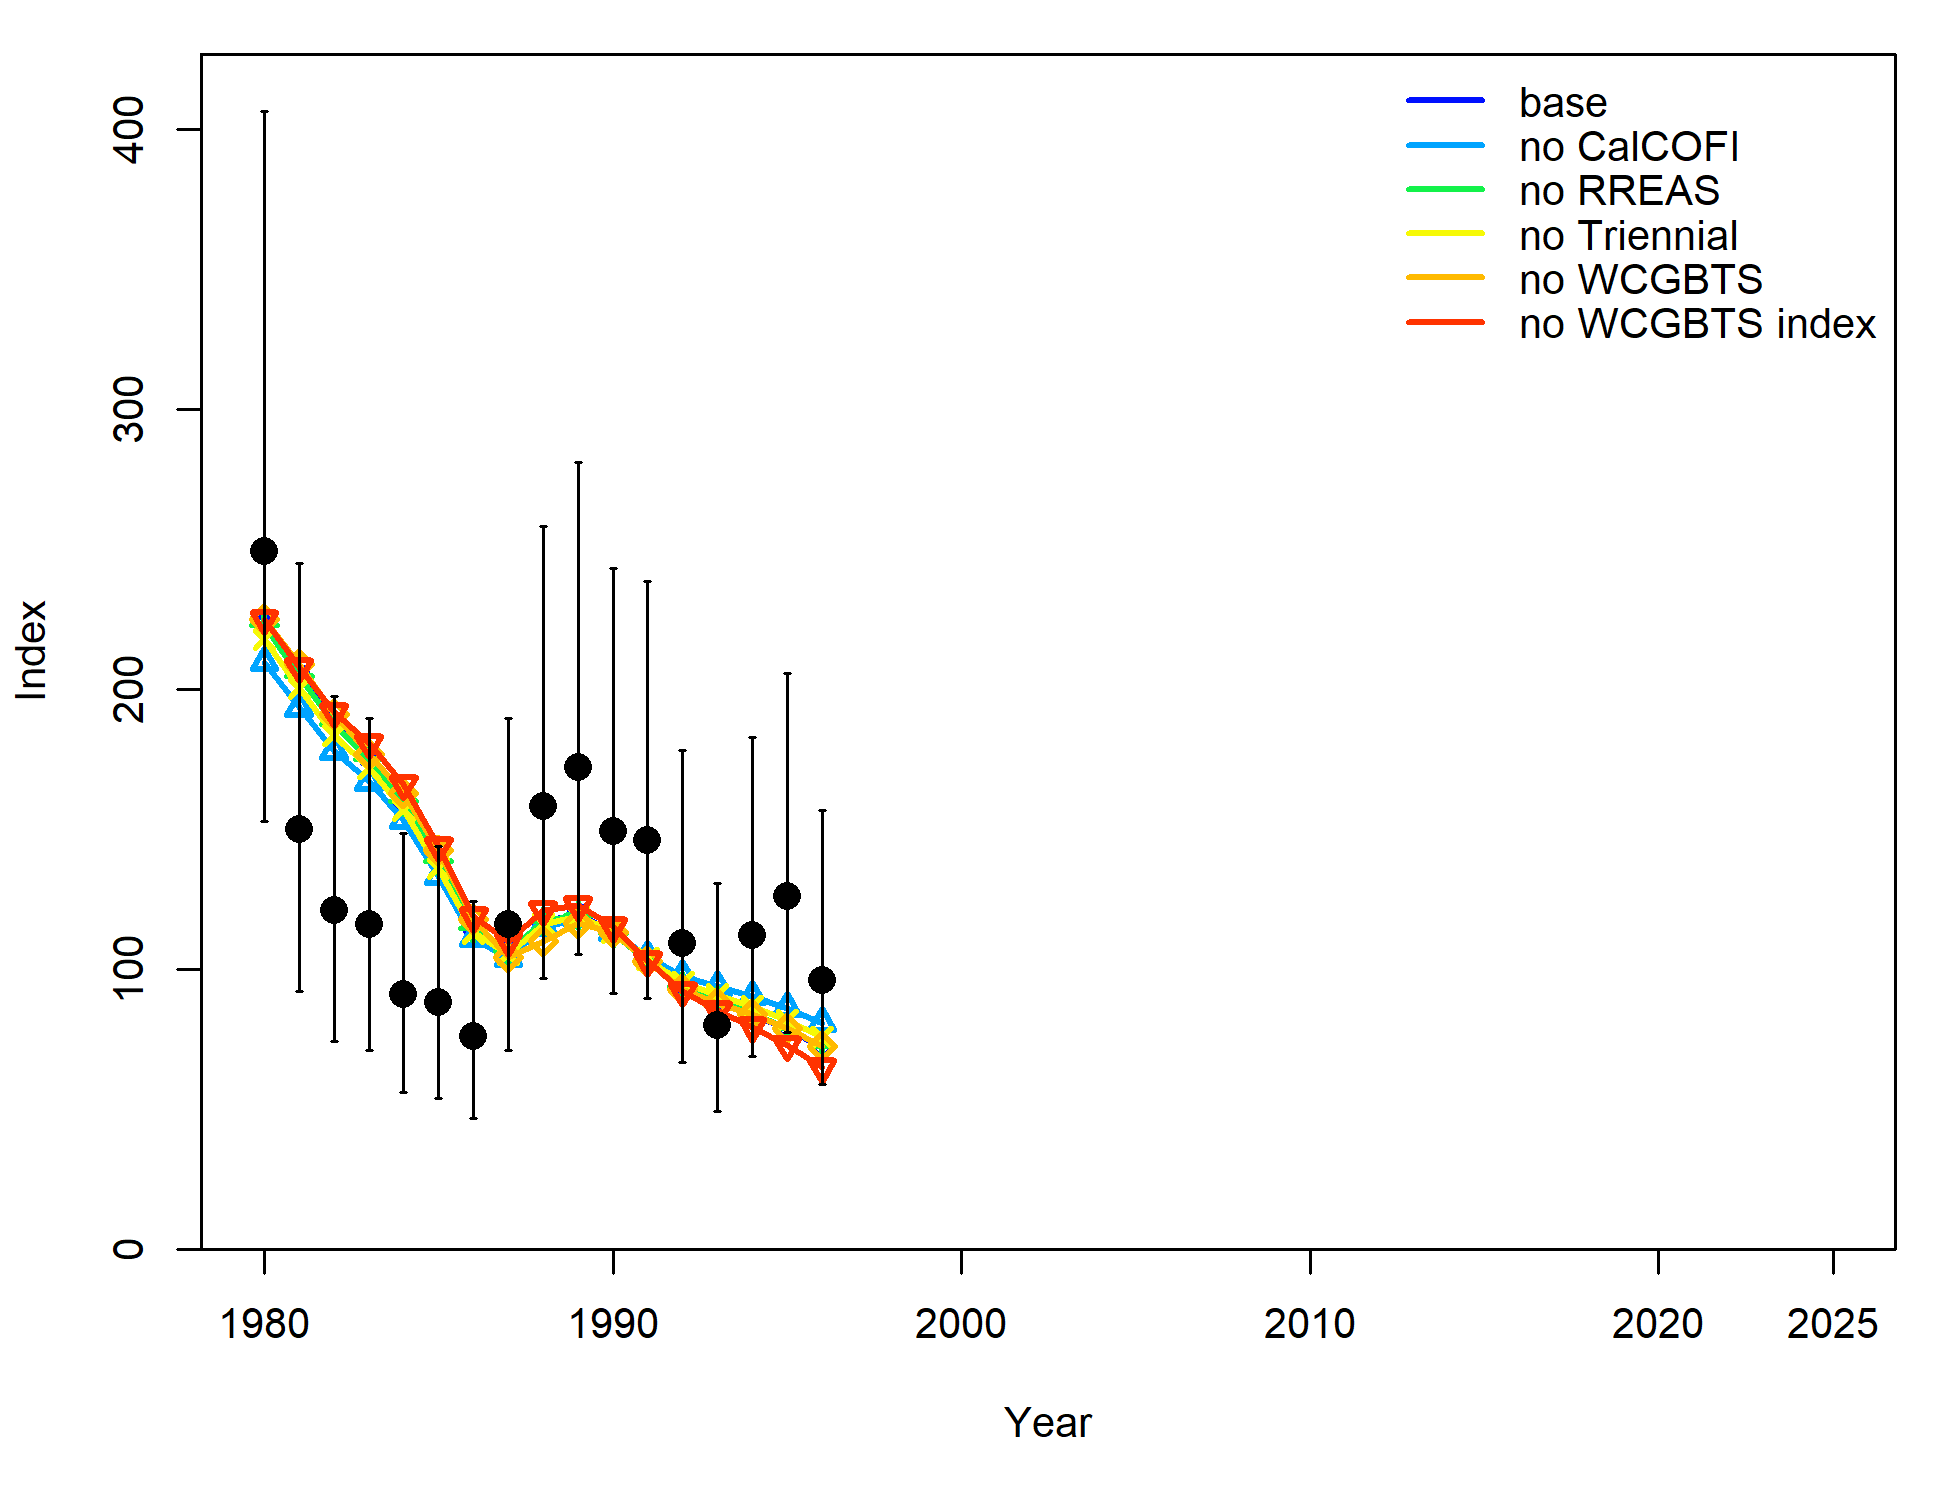 base
no CalCOFI
no RREAS
no Triennial
no WCGBTS
no WCGBTS index
400
300
200
100
0
Index
1980
1990
2000
2010
2020
2025
Year